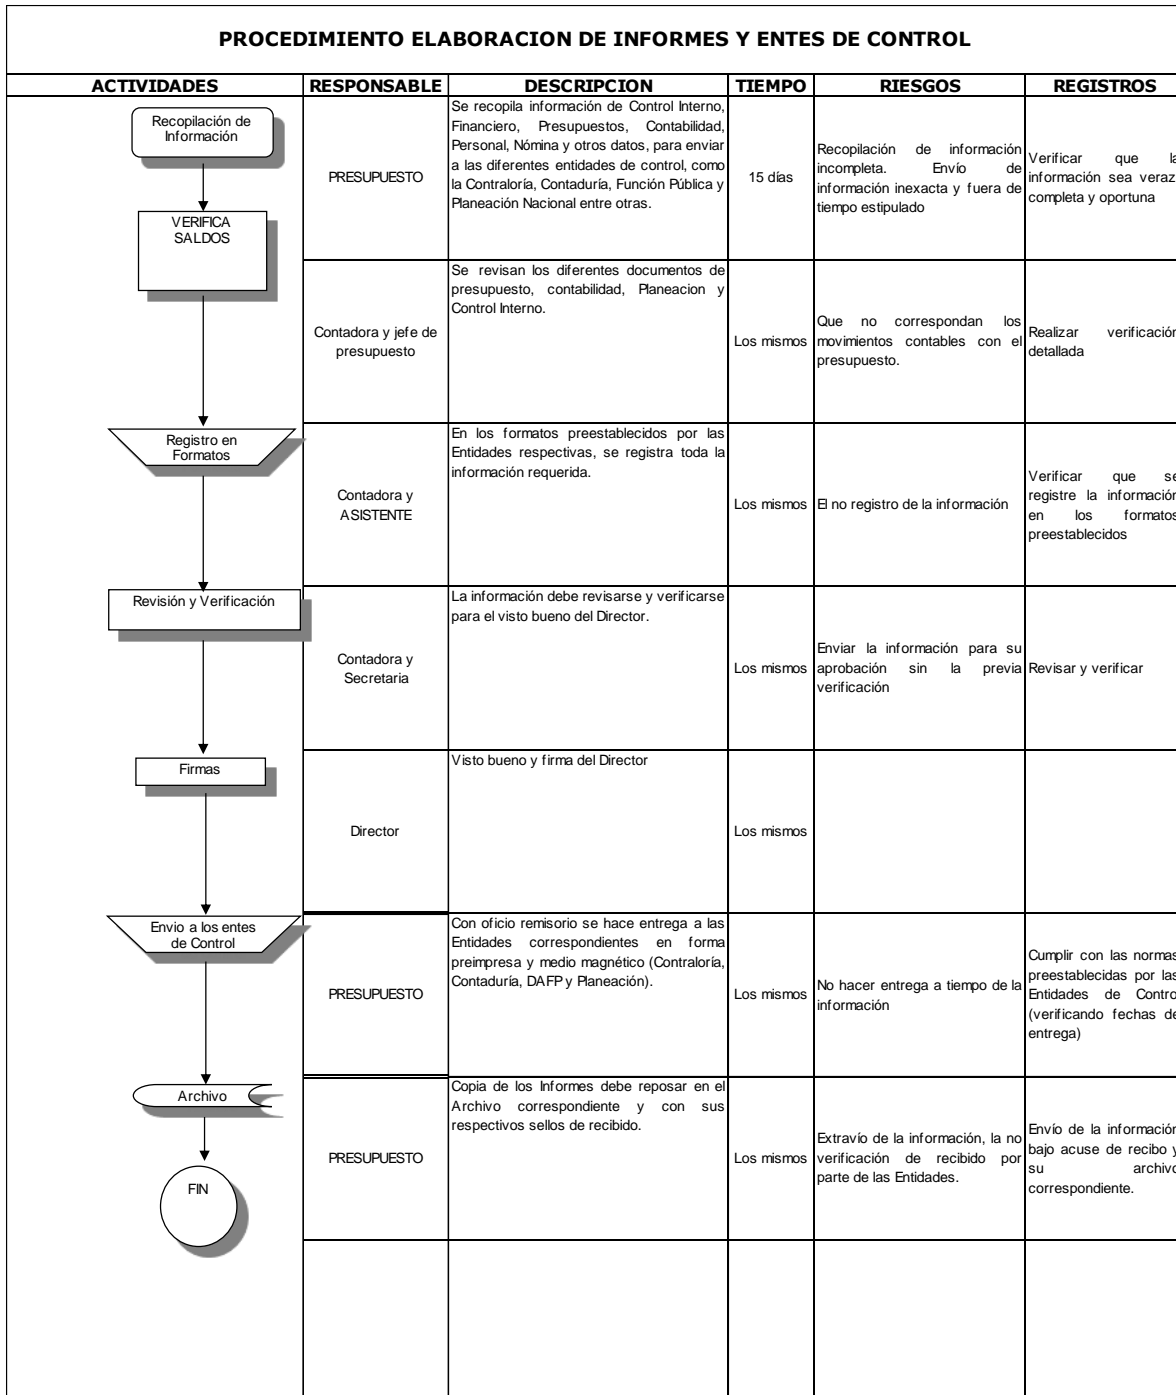 PROCEDIMIENTO ELABORACION DE INFORMES Y ENTES DE CONTROL
ACTIVIDADES
RESPONSABLE
DESCRIPCION
TIEMPO
RIESGOS
REGISTROS
Recopilación de
Información
VERIFICA
SALDOS
PRESUPUESTO
Se recopila información de Control Interno,
Financiero, Presupuestos, Contabilidad,
Personal, Nómina y otros datos, para enviar
a las diferentes entidades de control, como
la Contraloría, Contaduría, Función Pública y
Planeación Nacional entre otras.
15 días
Recopilación de información
incompleta. Envío de
información inexacta y fuera de
tiempo estipulado
Verificar que la
información sea veraz
completa y oportuna
Contadora y jefe de
presupuesto
Se revisan los diferentes documentos de
presupuesto, contabilidad, Planeacion y
Control Interno.
Los mismos
Que no correspondan los
movimientos contables con el
presupuesto.
Realizar verificación
detallada
Registro en
Formatos
Contadora y
ASISTENTE
En los formatos preestablecidos por las
Entidades respectivas, se registra toda la
información requerida.
Los mismos
El no registro de la información
Verificar que se
registre la información
en los formatos
preestablecidos
Revisión y Verificación
Contadora y
Secretaria
La información debe revisarse y verificarse
para el visto bueno del Director.
Los mismos
Enviar la información para su
aprobación sin la previa
verificación
Revisar y verificar
Firmas
Director
Visto bueno y firma del Director
Los mismos
Envio a los entes
de Control
PRESUPUESTO
Con oficio remisorio se hace entrega a las
Entidades correspondientes en forma
preimpresa y medio magnético (Contraloría,
Contaduría, DAFP y Planeación).
Los mismos
No hacer entrega a tiempo de la
información
Cumplir con las normas
preestablecidas por las
Entidades de Contro
(verificando fechas de
entrega)
Archivo
FIN
PRESUPUESTO
Copia de los Informes debe reposar en el
Archivo correspondiente y con sus
respectivos sellos de recibido.
Los mismos
Extravío de la información, la no
verificación de recibido por
parte de las Entidades.
Envío de la información
bajo acuse de recibo y
su archivo
correspondiente.